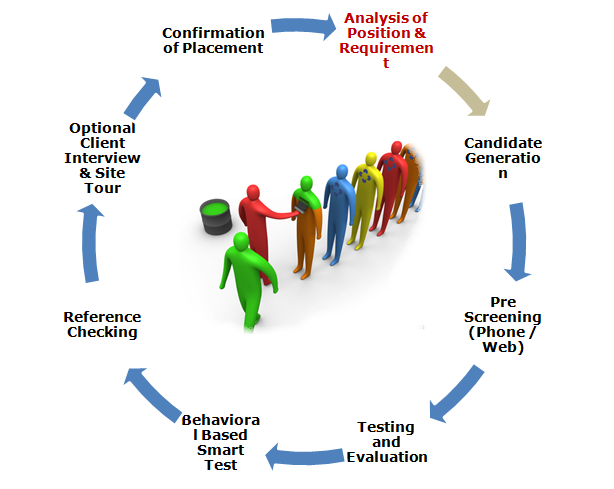 Confirmation
of Placement
Analysis of
Position &
Requiremen
t
Candidate
Generatio
n
Pre
Screening
(Phone /
Web)
Testing
and
Evaluation
Behaviora
l Based
Smart
Test
Reference
Checking
Optional
Client
Interview
& Site
Tour